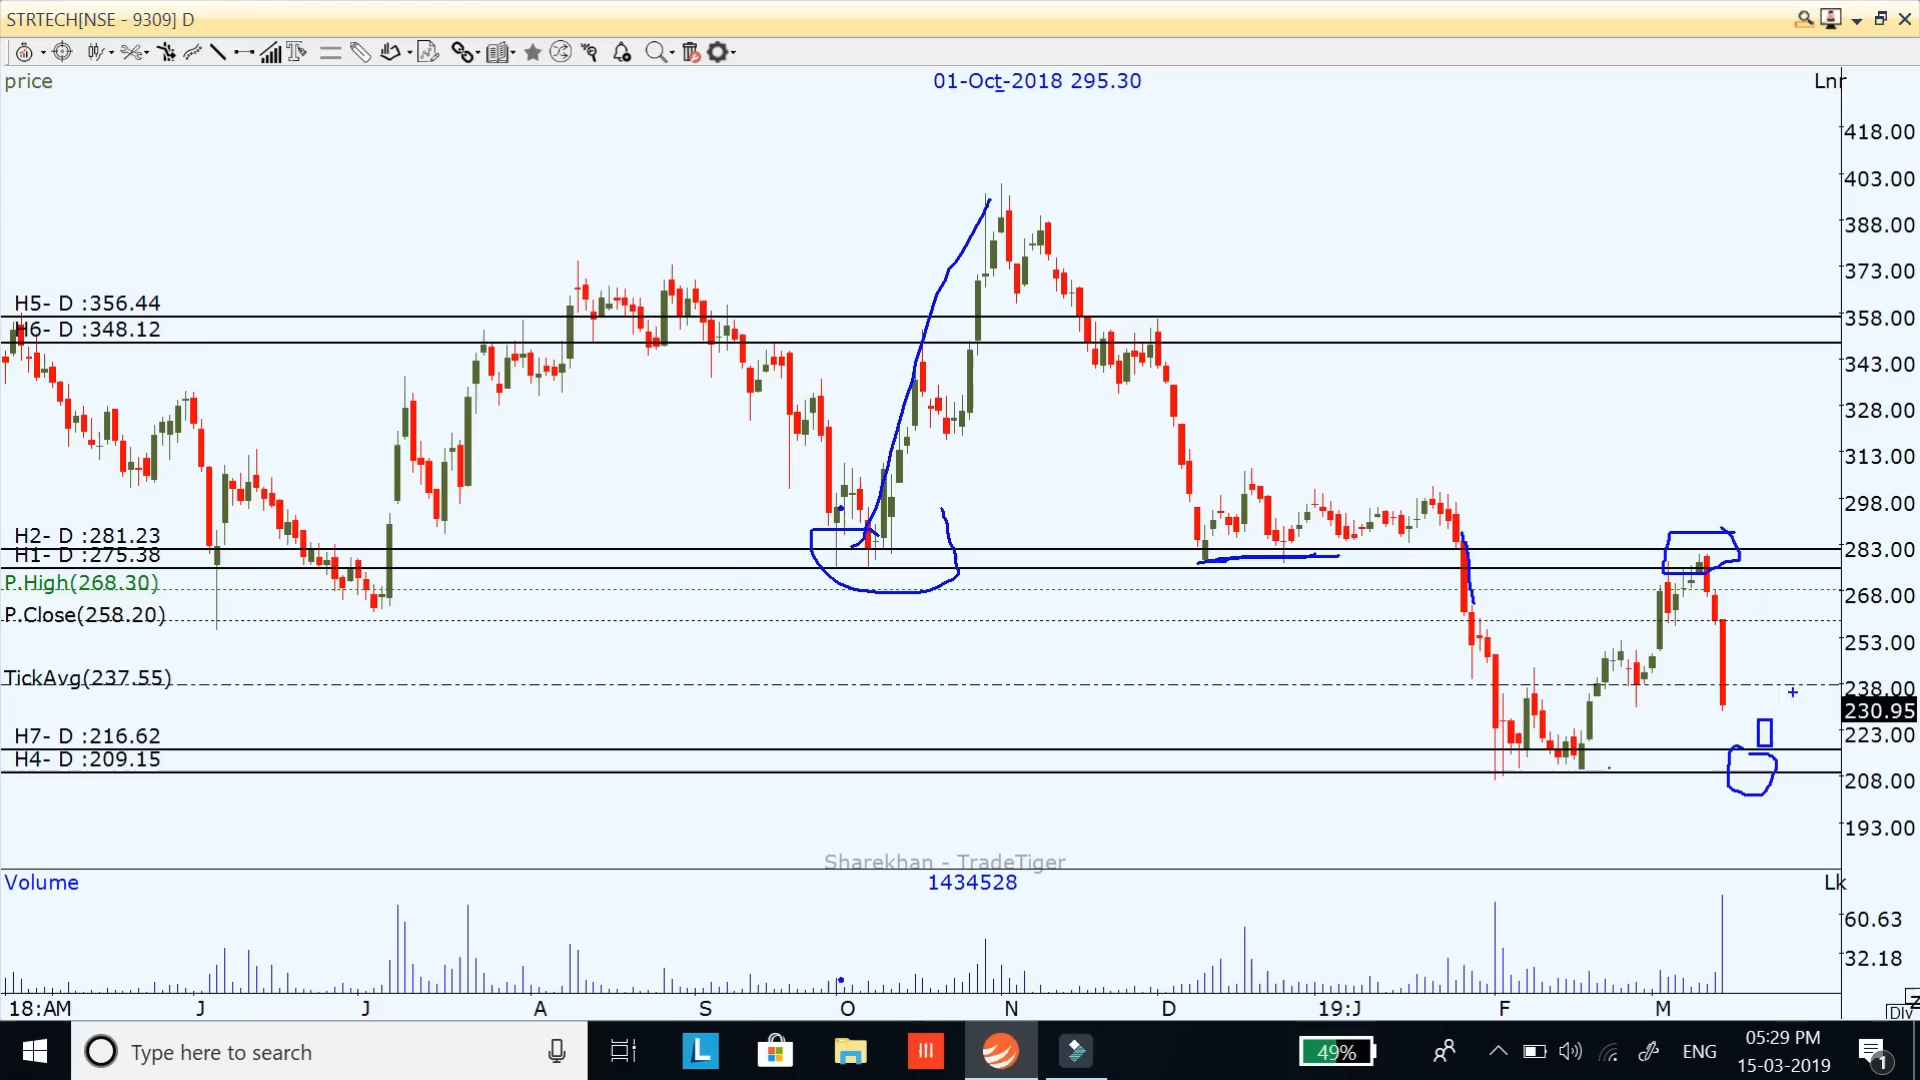 STRTECH[NSE - 9309] D
price
01-Oct-2018 295.30
Lnr
418.00
403.00
388.00
373.00
H5- D :356.44
358.00
H6- D :348.12
343.00
328.00
313.00
298.00
H2- D :281.23
283.00
H1- D :275.38
P.High(268.30)
268.00
P.Close(258.20)
253.00
TickAvg(237.55)
238.00
230.95
H7- D :216.62
223.00
H4- D :209.15
208.00
193.00
Sharekhan - TradeTiger
Volume
1434528
Lk
60.63
32.18
18:AM J J A S O N D 19:J F M
Div
Type here to search
49%
ENG
05:29 PM
15-03-2019
1